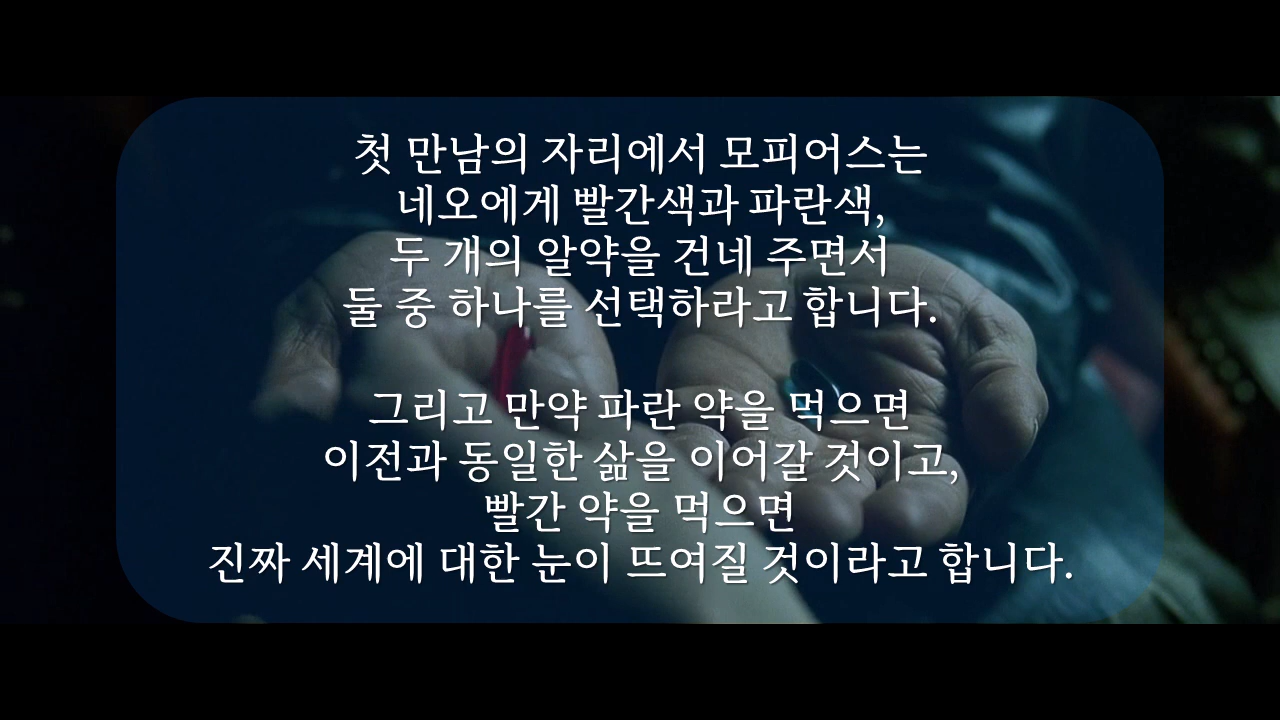 첫 만남의 자리에서 모피어스는
네오에게 빨간색과 파란색,
두 개의 알약을 건네 주면서
둘 중 하나를 선택하라고 합니다.
그리고 만약 파란 약을 먹으면
이전과 동일한 삶을 이어갈 것이고,
빨간 약을 먹으면
진짜 세계에 대한 눈이 뜨여질 것이라고 합니다.